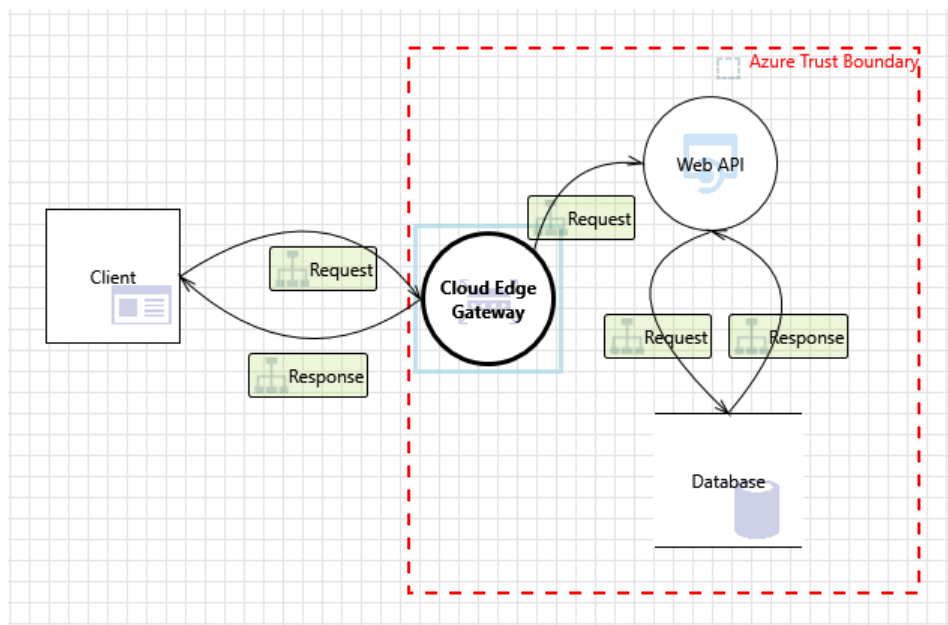 Azure Trust Boundary
Web API
Request
Client
Request
Cloud Edge
Gateway
Response
Request
Response
Database